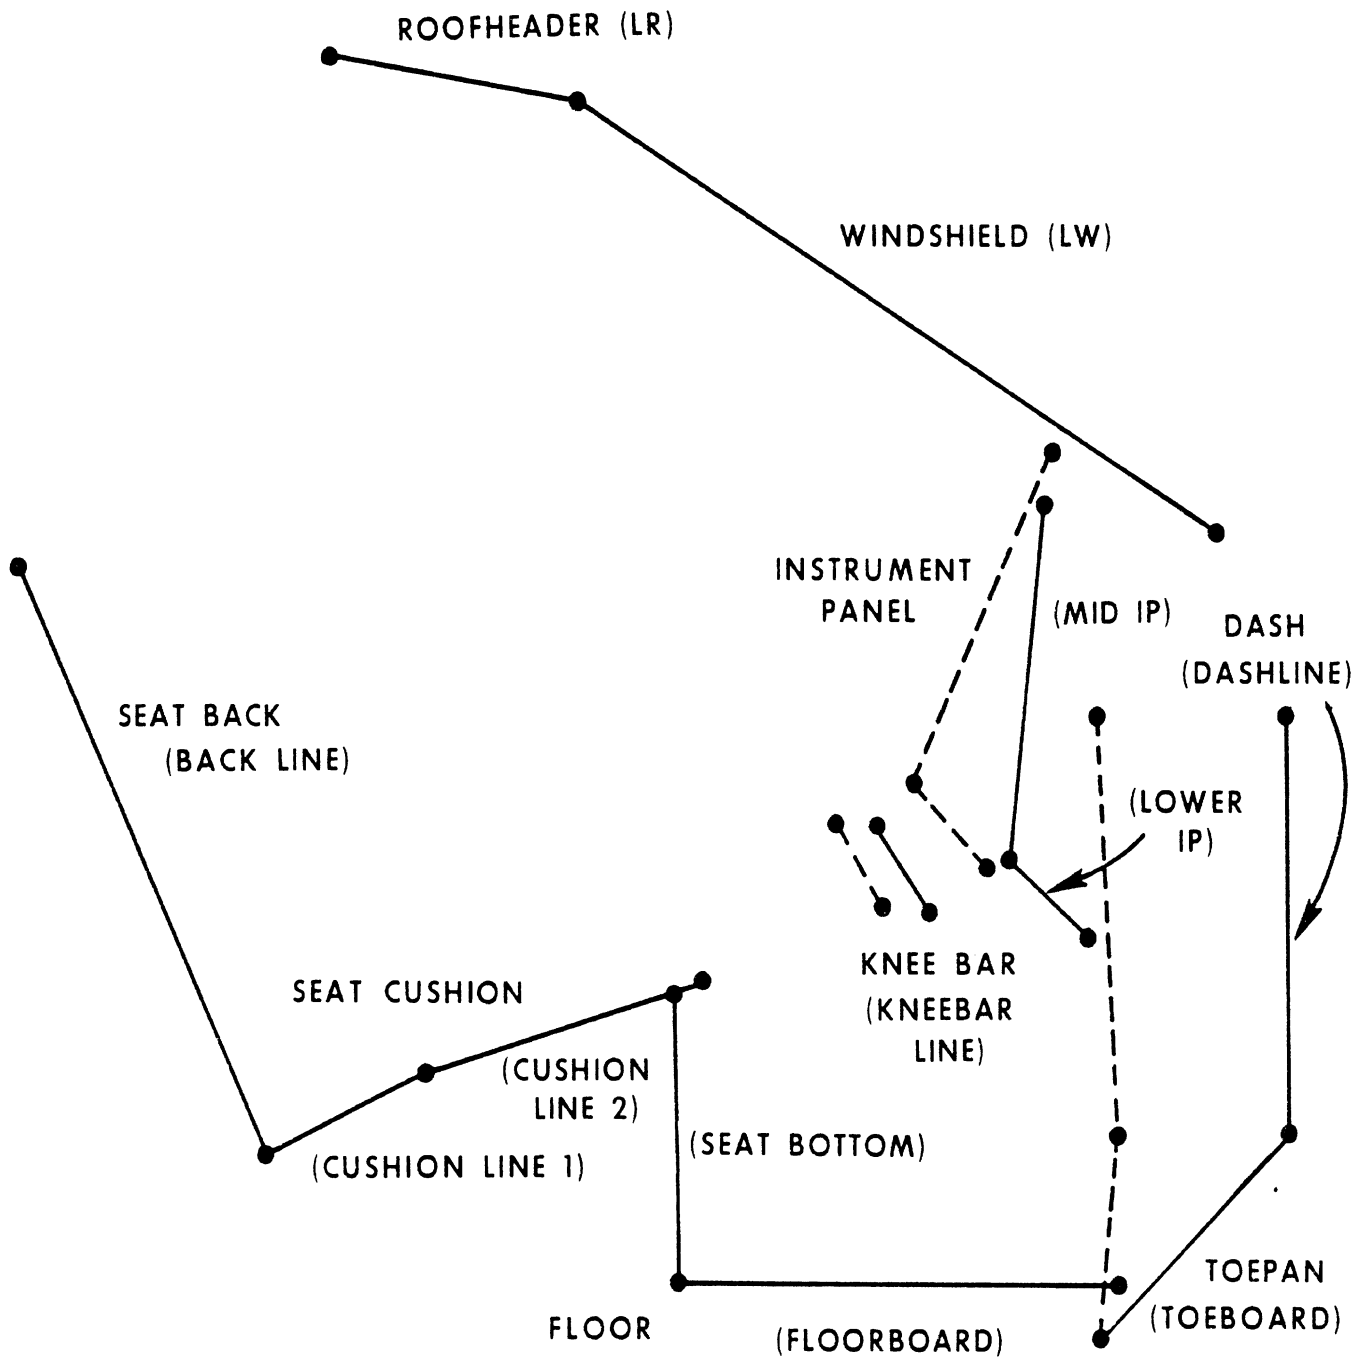 ROOFHEADER (LR)
WINDSHIELD (LW)
INSTRUMENT
PANEL
(MID IP)
DASH
(DASHLINE)
SEAT BACK
(BACK LINE)
(LOWER
IP)
KNEE BAR
(KNEEBAR
LINE)
SEAT CUSHION
(CUSHION
LINE 2)
(SEAT BOTTOM)
(CUSHION LINE 1)
TOEPAN
(TOEBOARD)
FLOOR
(FLOORBOARD)